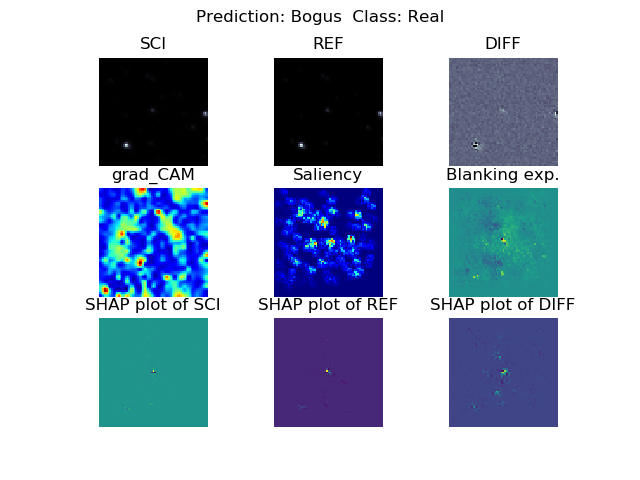 Prediction: Bogus  Class: Real
SCI REF DIFF
grad_CAM Saliency Blanking exp.
SHAP plot of SCI SHAP plot of REF SHAP plot of DIFF